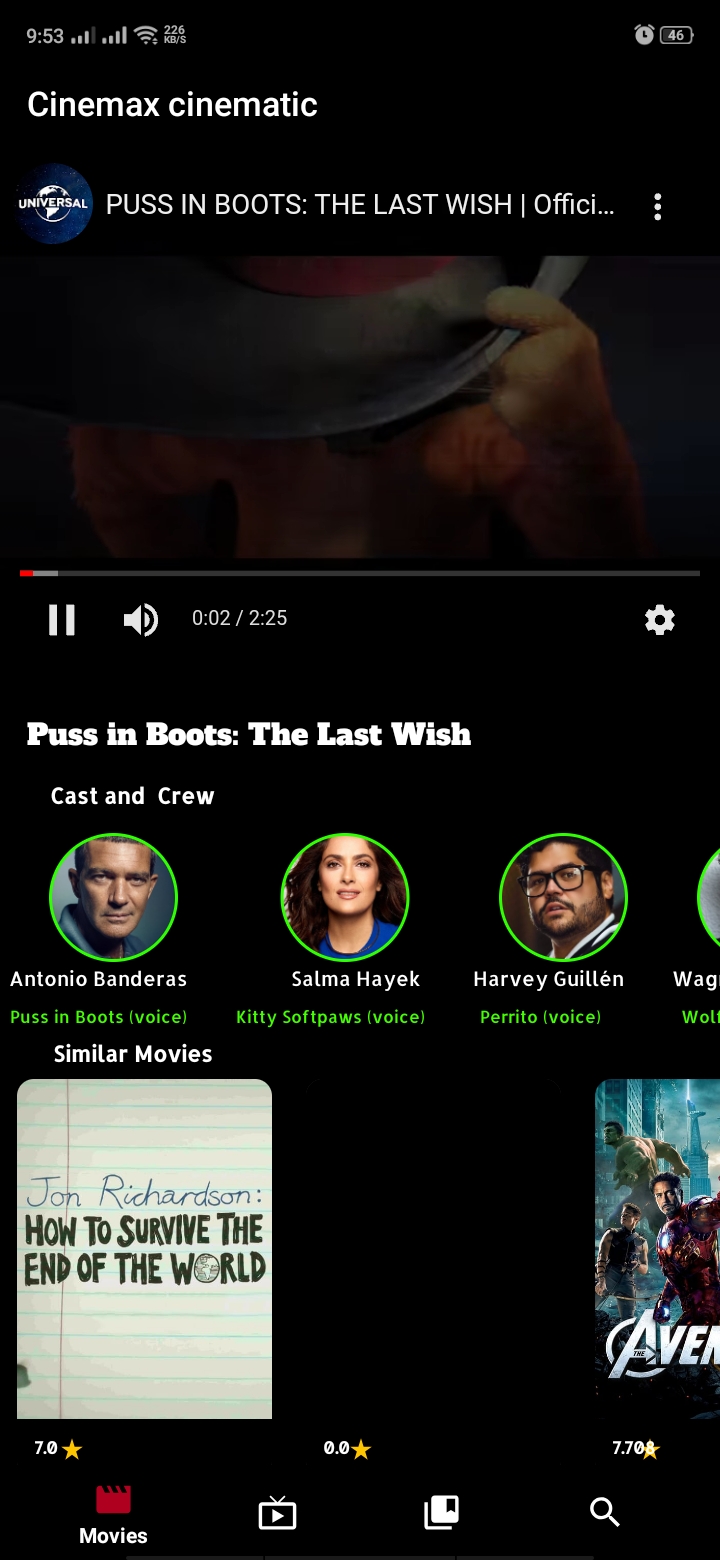 9:53 226 KB/S 46
Cinemax cinematic
UNIVERSAL
PUSS IN BOOTS: THE LAST WISH | Offici...
0:02 / 2:25
Puss in Boots: The Last Wish
Cast and Crew
Antonio Banderas Salma Hayek Harvey Guillén Wag
Puss in Boots (voice) Kitty Softpaws (voice) Perrito (voice) Wolf
Similar Movies
Jon Richardson:
HOW TO SURVIVE THE
END OF THE WORLD
THE AVEN
7.0 0.0 7.708
Movies